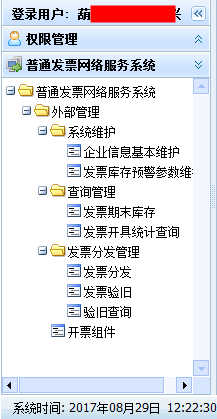 登录用户：葫 兴
权限管理
普通发票网络服务系统
普通发票网络服务系统
外部管理
系统维护
企业信息基本维护
发票库存预警参数维
查询管理
发票期末库存
发票开具统计查询
发票分发管理
发票分发
发票验旧
验旧查询
开票组件
系统时间：2017年08月29日 12:22:30